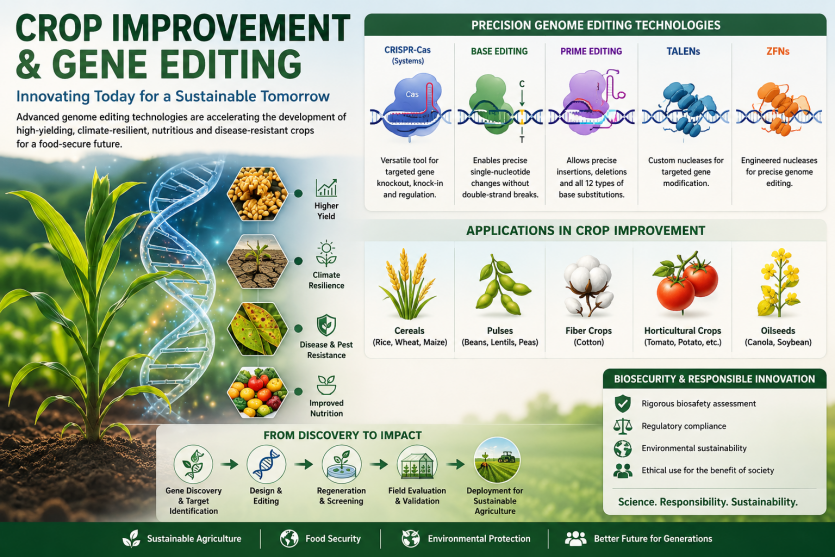 CROP IMPROVEMENT
& GENE EDITING
Innovating Today for a Sustainable Tomorrow
Advanced genome editing technologies are accelerating the development of
high-yielding, climate-resilient, nutritious and disease-resistant crops
for a food-secure future.
Higher
Yield
Climate
Resilience
Disease & Pest
Resistance
Improved
Nutrition
PRECISION GENOME EDITING TECHNOLOGIES
CRISPR-Cas
(Systems)
Cas
Versatile tool for
targeted gene
knockout, knock-in
and regulation.
BASE EDITING
C
T
Enables precise
single-nucleotide
changes without
double-strand breaks.
PRIME EDITING
Allows precise
insertions, deletions
and all 12 types of
base substitutions.
TALENs
Custom nucleases for
targeted gene
modification.
ZFNs
Engineered nucleases
for precise genome
editing.
APPLICATIONS IN CROP IMPROVEMENT
Cereals
(Rice, Wheat, Maize)
Pulses
(Beans, Lentils, Peas)
Fiber Crops
(Cotton)
Horticultural Crops
(Tomato, Potato, etc.)
Oilseeds
(Canola, Soybean)
BIOSECURITY & RESPONSIBLE INNOVATION
Rigorous biosafety assessment
Regulatory compliance
Environmental sustainability
Ethical use for the benefit of society
Science. Responsibility. Sustainability.
FROM DISCOVERY TO IMPACT
Gene Discovery
& Target
Identification
Design &
Editing
Regeneration
& Screening
Field Evaluation
& Validation
Deployment for
Sustainable
Agriculture
Sustainable Agriculture
Food Security
Environmental Protection
Better Future for Generations